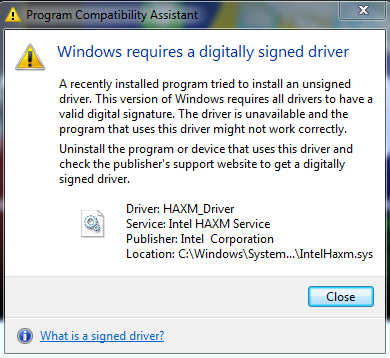 Program Compatibility Assistant
Windows requires a digitally signed driver
A recently installed program tried to install an unsigned
driver. This version of Windows requires all drivers to have a
valid digital signature. The driver is unavailable and the
program that uses this driver might not work correctly.
Uninstall the program or device that uses this driver and
check the publisher's support website to get a digitally
signed driver.
Driver: HAXM_Driver
Service: Intel HAXM Service
Publisher: Intel Corporation
Location: C:\Windows\System...\IntelHaxm.sys
Close
What is a signed driver?